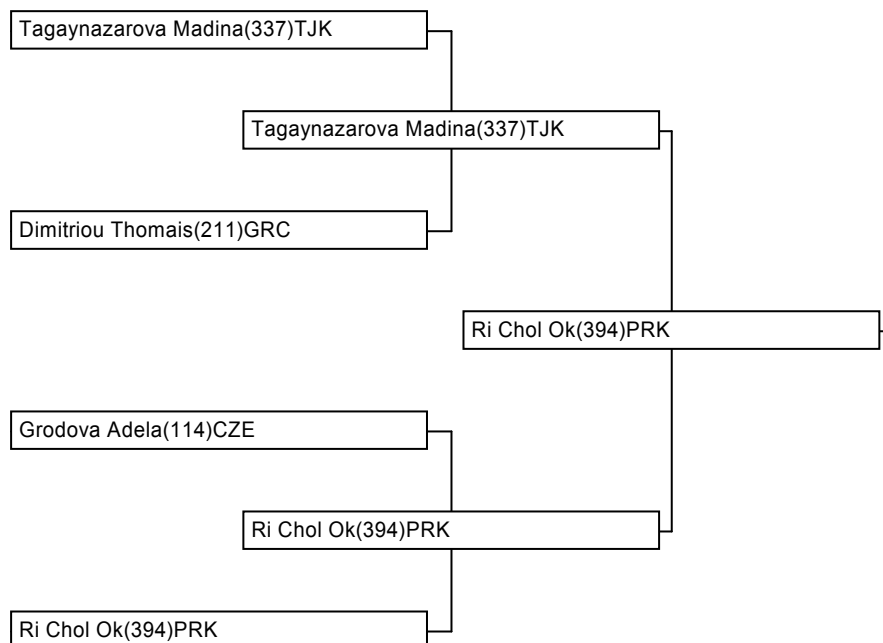 Tagaynazarova Madina(337)TJK
Tagaynazarova Madina(337)TJK
Dimitriou Thomais(211)GRC
Ri Chol Ok(394)PRK
Grodova Adela(114)CZE
Ri Chol Ok(394)PRK
Ri Chol Ok(394)PRK